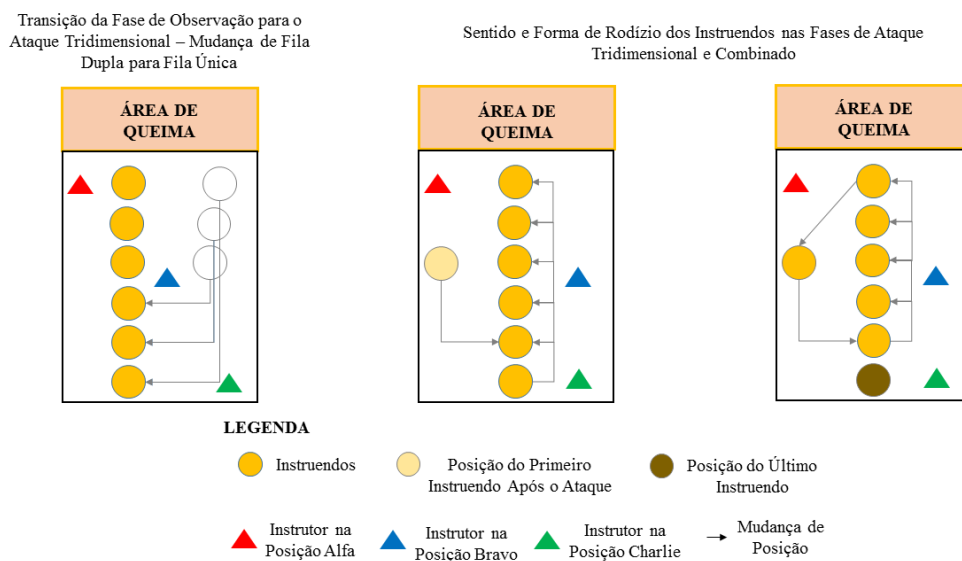 Transição da Fase de Observação para o
Ataque Tridimensional – Mudança de Fila
Dupla para Fila Única
Sentido e Forma de Rodízio dos Instruendos nas Fases de Ataque
Tridimensional e Combinado
ÁREA DE
QUEIMA
ÁREA DE
QUEIMA
ÁREA DE
QUEIMA
LEGENDA
Instruendos
Posição do Primeiro
Instruendo Após o Ataque
Posição do Último
Instruendo
Instrutor na
Posição Alfa
Instrutor na
Posição Bravo
Instrutor na
Posição Charlie
Mudança de
Posição